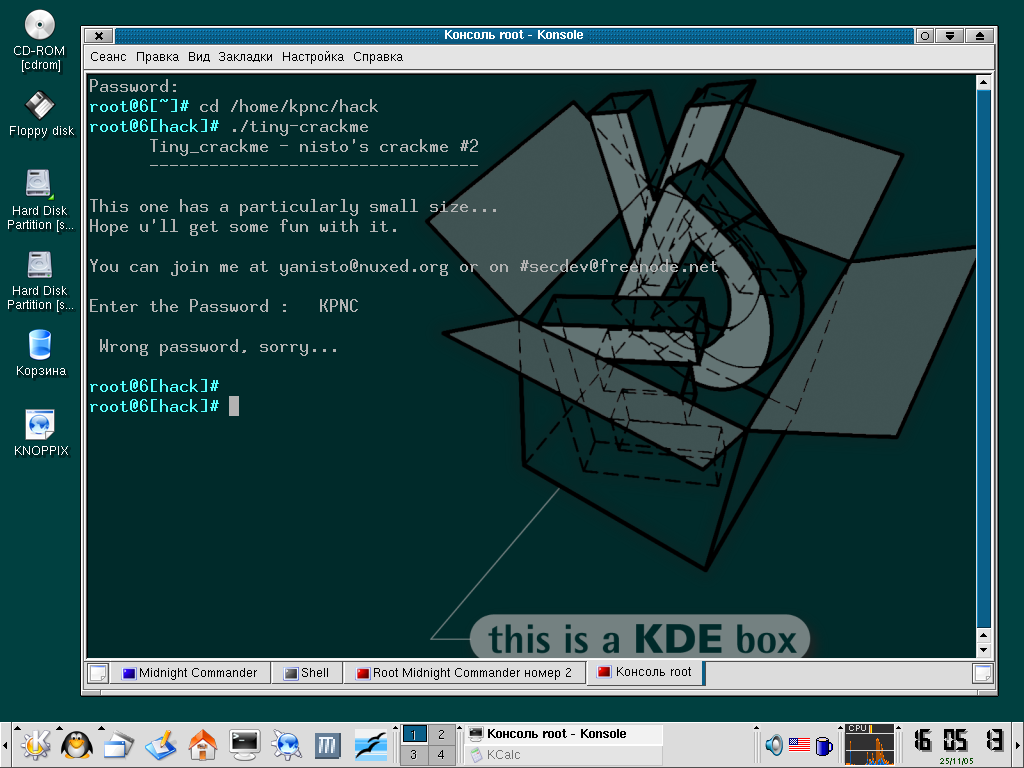 CD-ROM
[cdrom]
Floppy disk
Hard Disk
Partition [s...
Hard Disk
Partition [s...
Корзина
KNOPPIX
Консоль root - Konsole
Сеанс Правка Вид Закладки Настройка Справка
Password:
root@6[~]# cd /home/kpnc/hack
root@6[hack]# ./tiny-crackme
Tiny_crackme - nisto's crackme #2
---------------------------------
This one has a particularly small size...
Hope u'll get some fun with it.
You can join me at yanisto@nuxed.org or on #secdev@freenode.net
Enter the Password : KPNC
Wrong password, sorry...
root@6[hack]#
root@6[hack]#
this is a KDE box
Midnight Commander Shell Root Midnight Commander номер 2 Консоль root
1 2
3 4
Консоль root - Konsole
KCalc
CPU
16 05 13
25/11/05